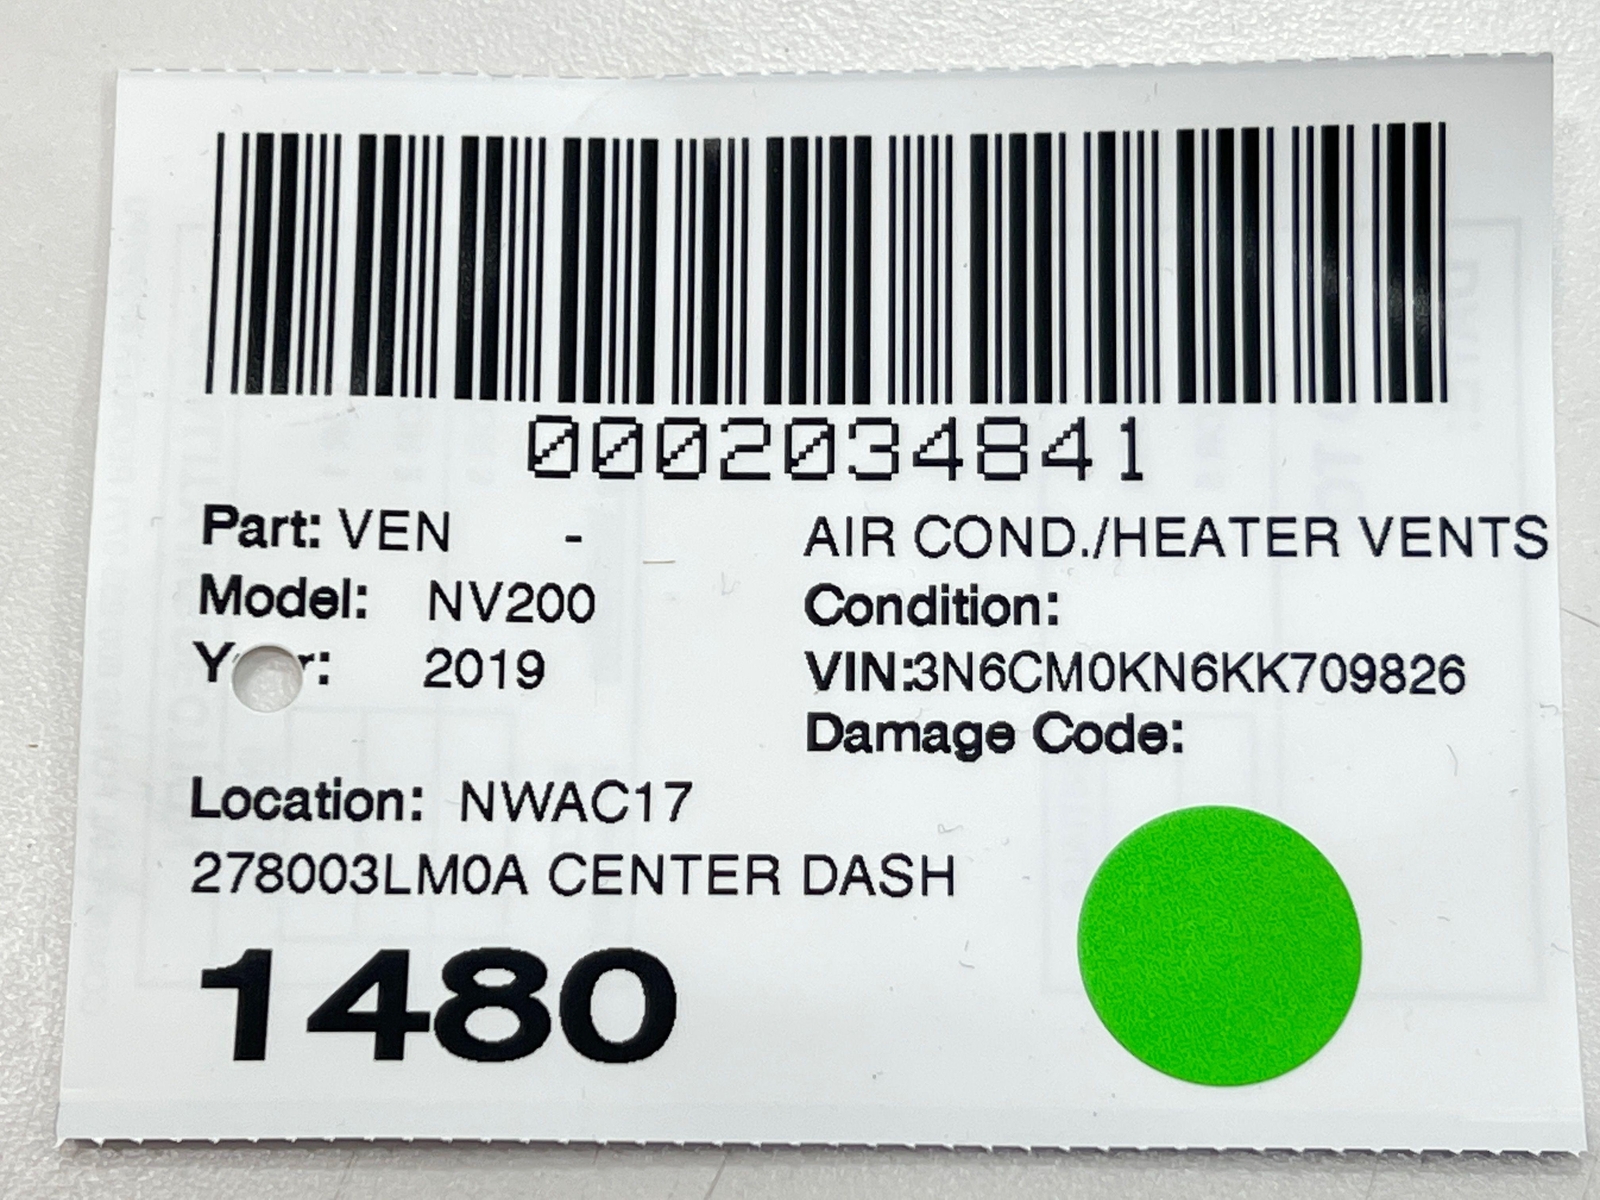 0002034841
Part: VEN - AIR COND./HEATER VENTS
Model: NV200 Condition:
2019 VIN:3N6CM0KN6KK709826
Damage Code:
Location: NWAC17
278003LM0A CENTER DASH
1480